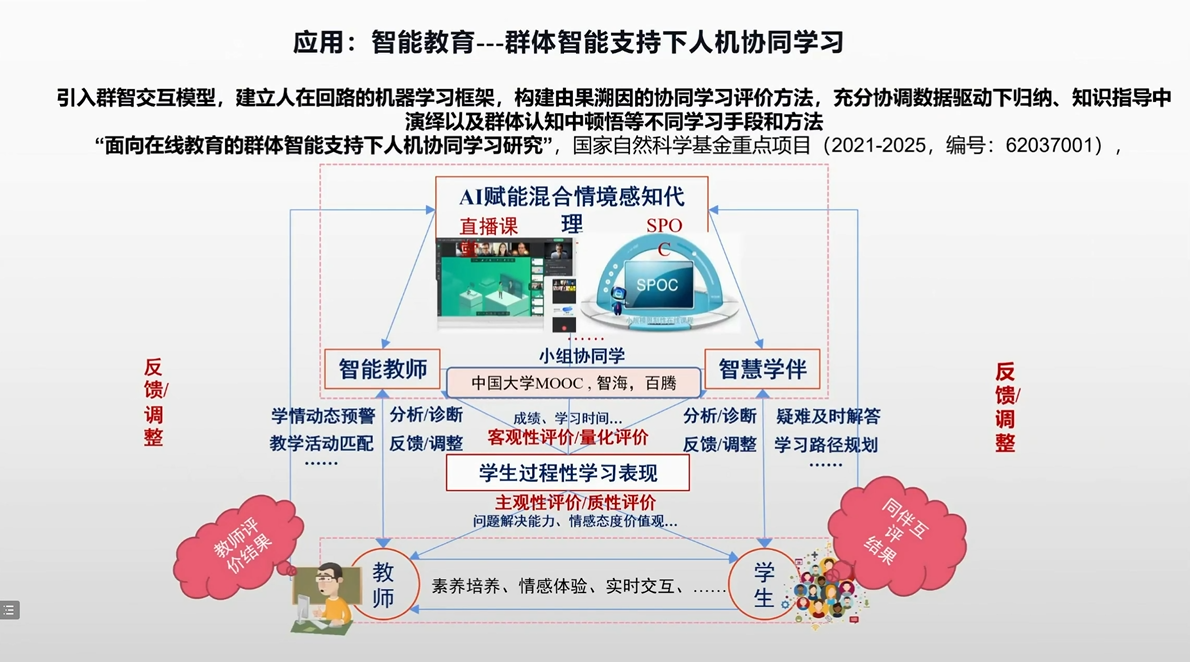 应用：智能教育---群体智能支持下人机协同学习
引入群智交互模型，建立人在回路的机器学习框架，构建由果溯因的协同学习评价方法，充分协调数据驱动下归纳、知识指导中
演绎以及群体认知中顿悟等不同学习手段和方法
“面向在线教育的群体智能支持下人机协同学习研究”，国家自然科学基金重点项目（2021-2025，编号：62037001），
AI赋能混合情境感知代
理
直播课
SPO
C
SPOC
......
小组协同学
智能教师
中国大学MOOC , 智海，百腾
智慧学伴
反
馈/
调
整
反
馈/
调
整
学情动态预警
教学活动匹配
......
分析/诊断
反馈/调整
成绩、学习时间...
客观性评价/量化评价
分析/诊断
反馈/调整
疑难及时解答
学习路径规划
......
学生过程性学习表现
主观性评价/质性评价
问题解决能力、情感态度价值观...
教师评
价结果
同伴互
评
结果
教
师
素养培养、情感体验、实时交互、......
学
生